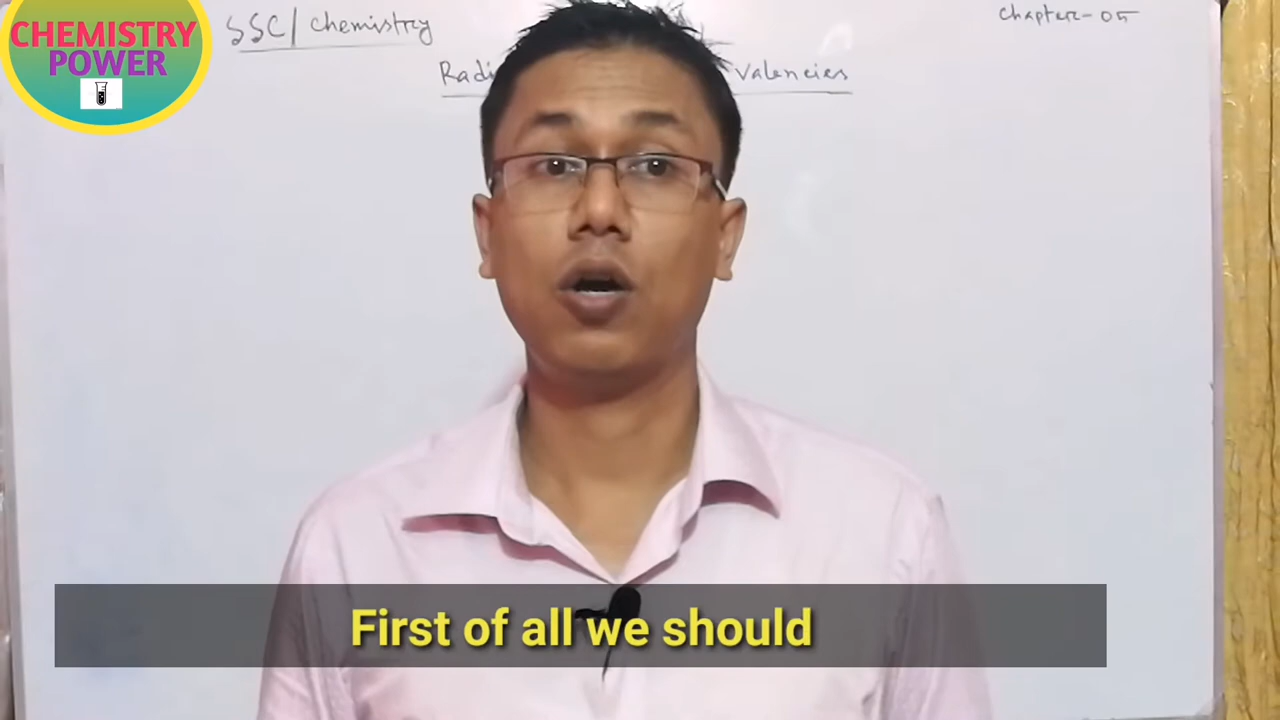 CHEMISTRY
POWER
SSC/ Chemistry
Chapter-05
Radi
Valencies
First of all we should